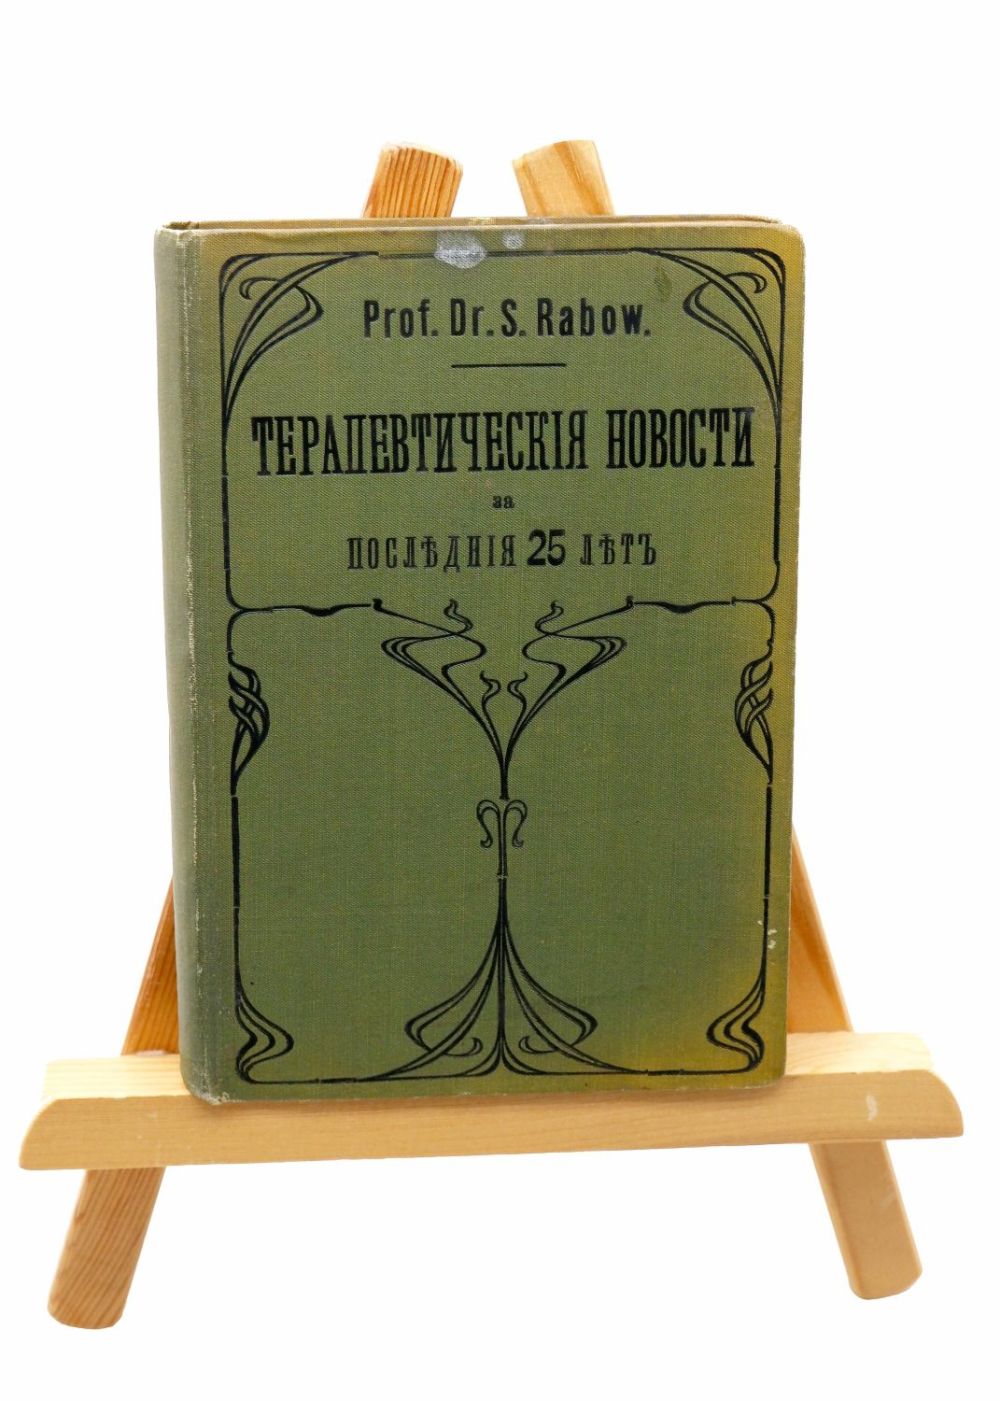 Prof. Dr. S. Rabow.
ТЕРАПЕВТИЧЕСКІЯ НОВОСТИ
за
ПОСЛѢДНІЯ 25 ЛѢТЪ